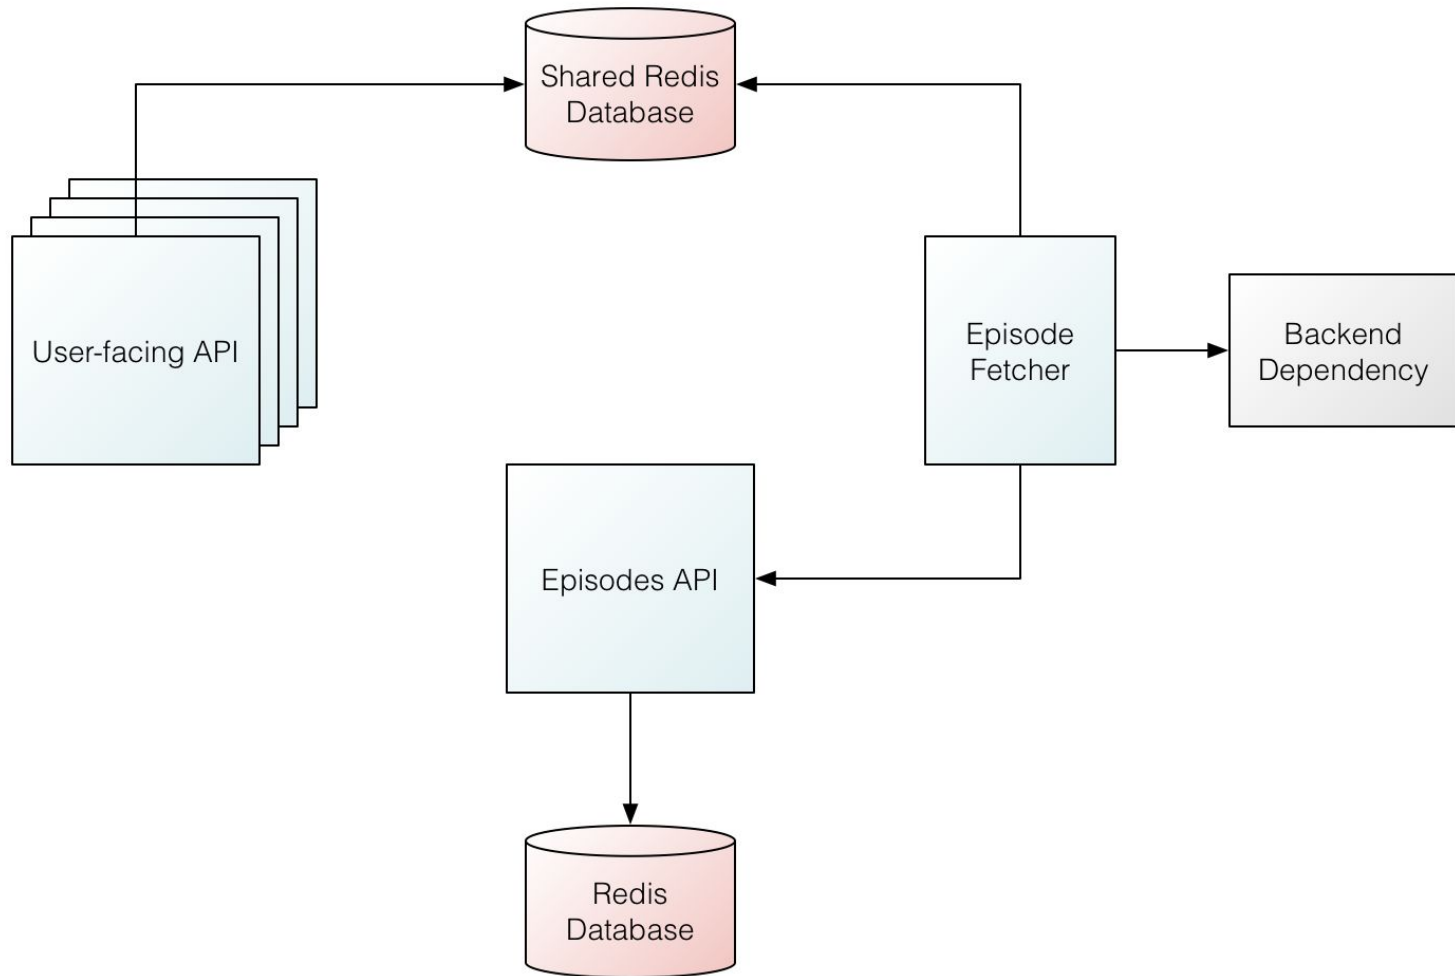 Shared Redis
Database
User-facing API
Episode
Fetcher
Backend
Dependency
Episodes API
Redis
Database